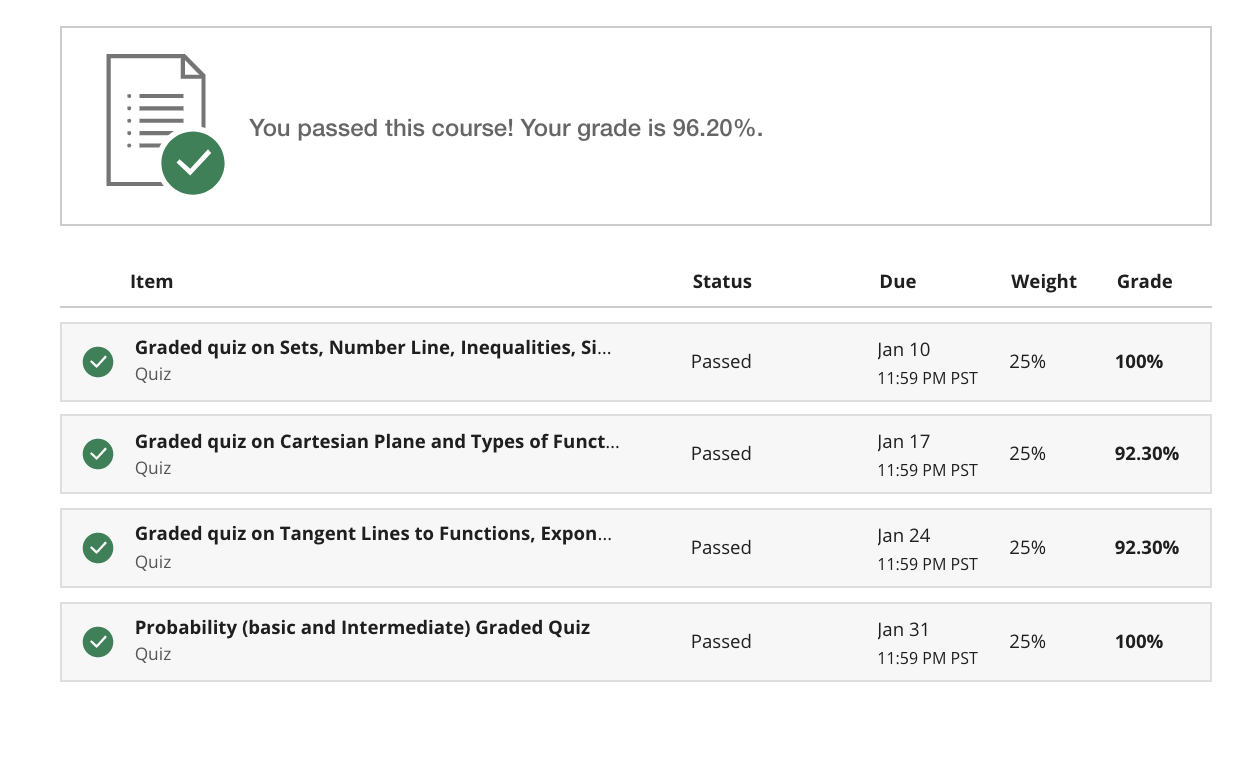 You passed this course! Your grade is 96.20%.
Item Status Due Weight Grade
Graded quiz on Sets, Number Line, Inequalities, Si...
Quiz
Passed
Jan 10
11:59 PM PST
25%
100%
Graded quiz on Cartesian Plane and Types of Funct...
Quiz
Passed
Jan 17
11:59 PM PST
25%
92.30%
Graded quiz on Tangent Lines to Functions, Expon...
Quiz
Passed
Jan 24
11:59 PM PST
25%
92.30%
Probability (basic and Intermediate) Graded Quiz
Quiz
Passed
Jan 31
11:59 PM PST
25%
100%